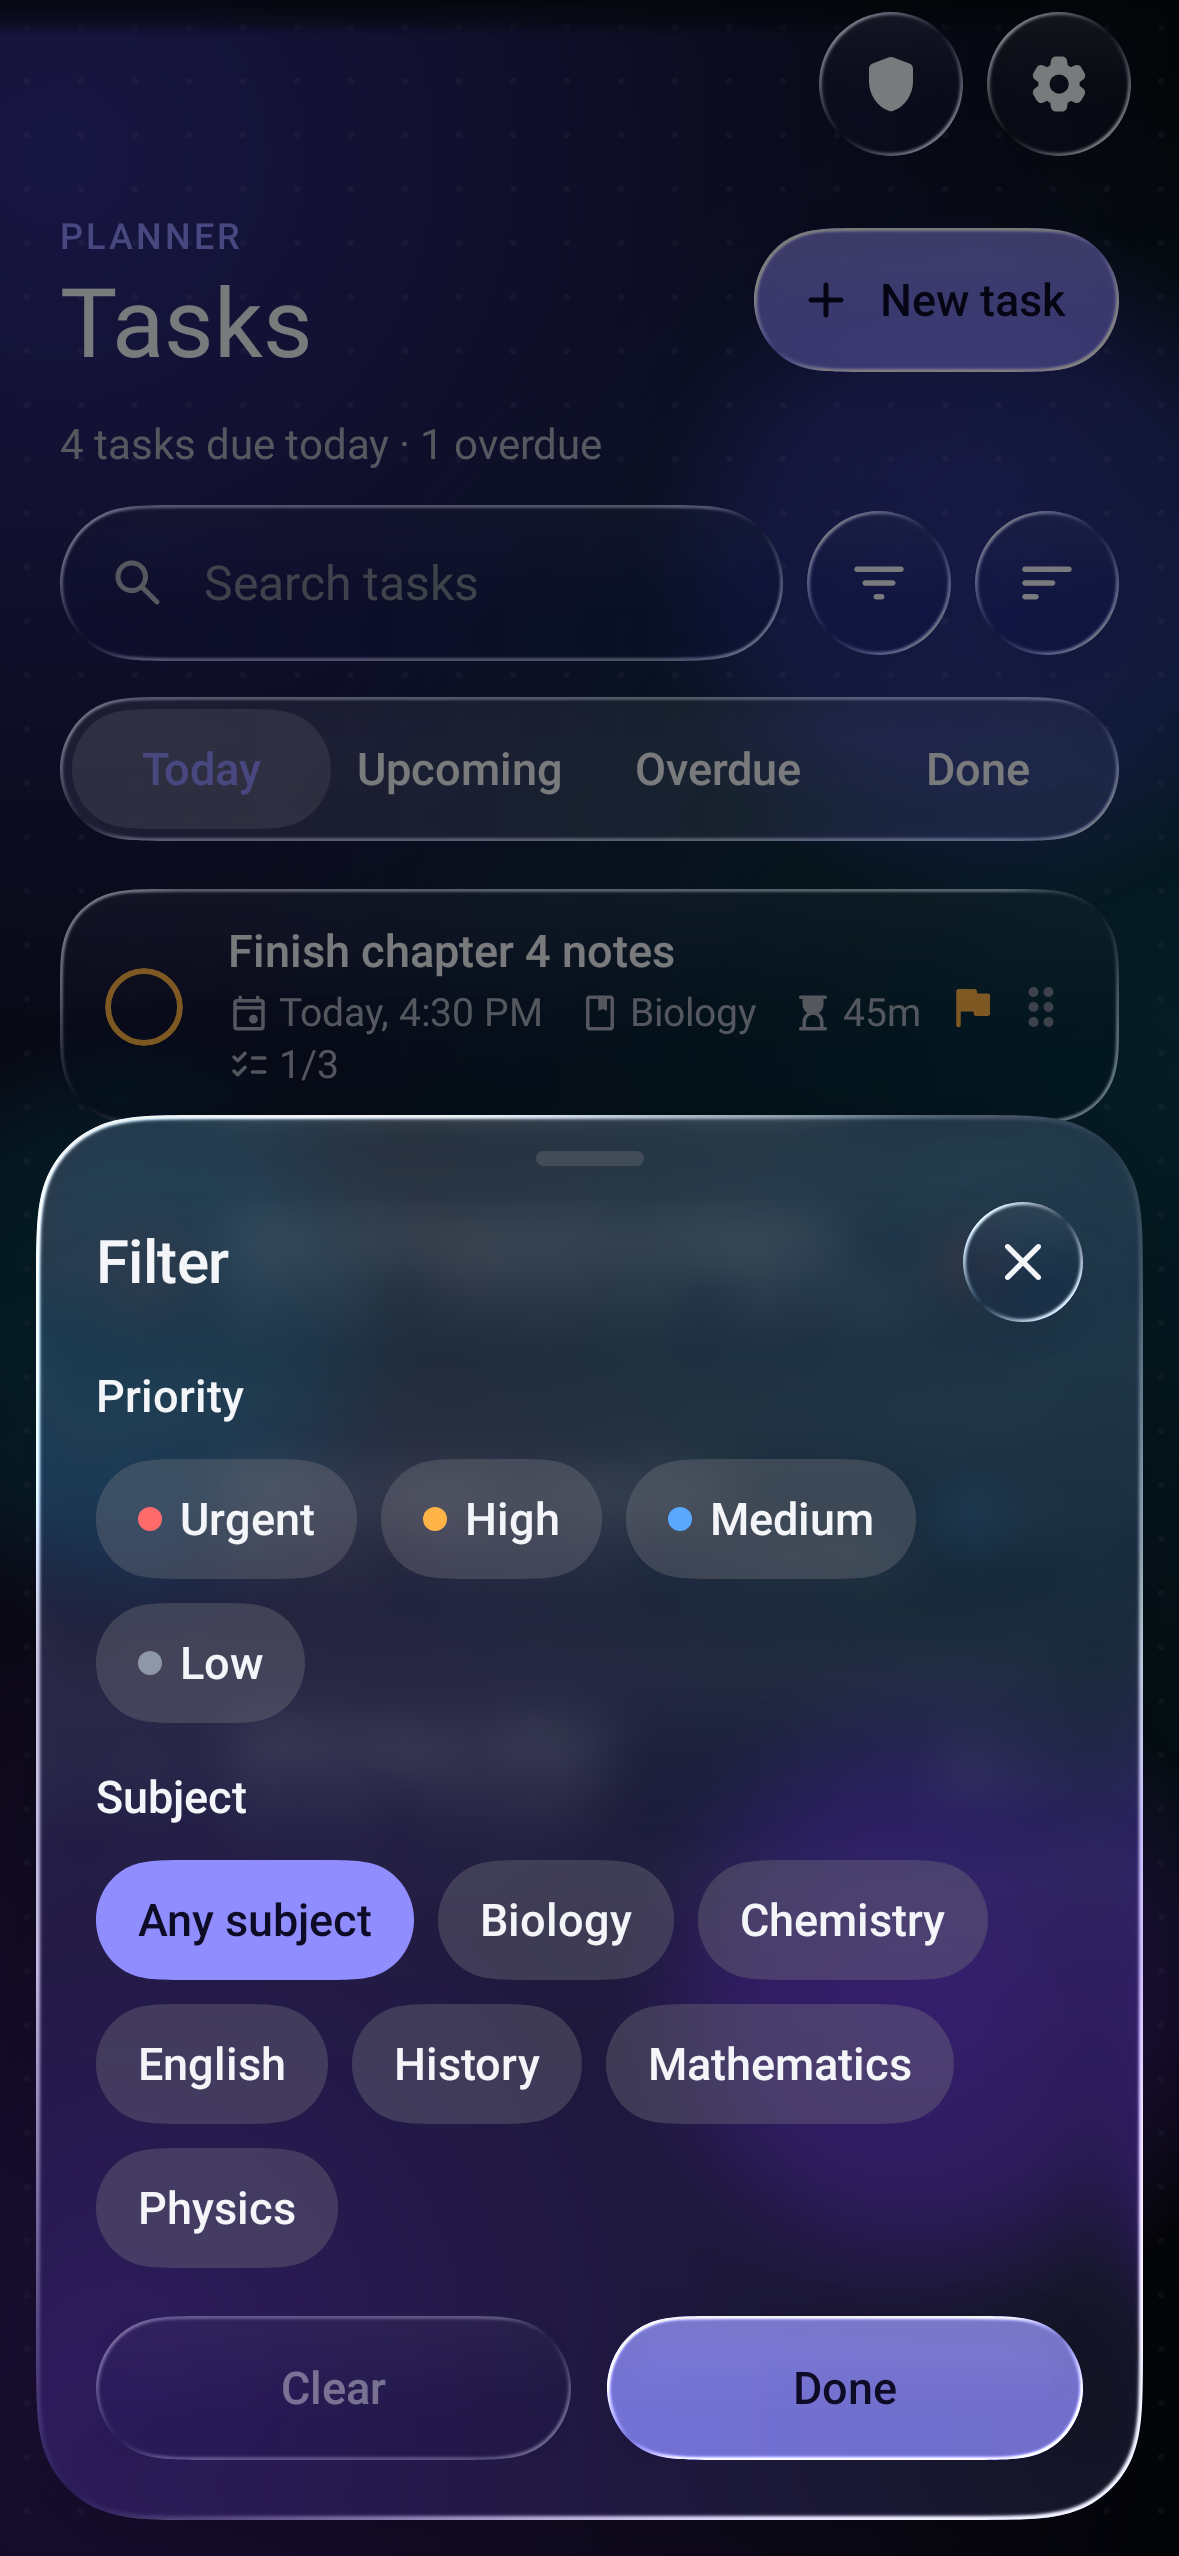 PLANNER
Tasks
New task
4 tasks due today · 1 overdue
Search tasks
Today Upcoming Overdue Done
Finish chapter 4 notes
Today, 4:30 PM Biology 45m
1/3
Filter
Priority
Urgent High Medium
Low
Subject
Any subject Biology Chemistry
English History Mathematics
Physics
Clear Done